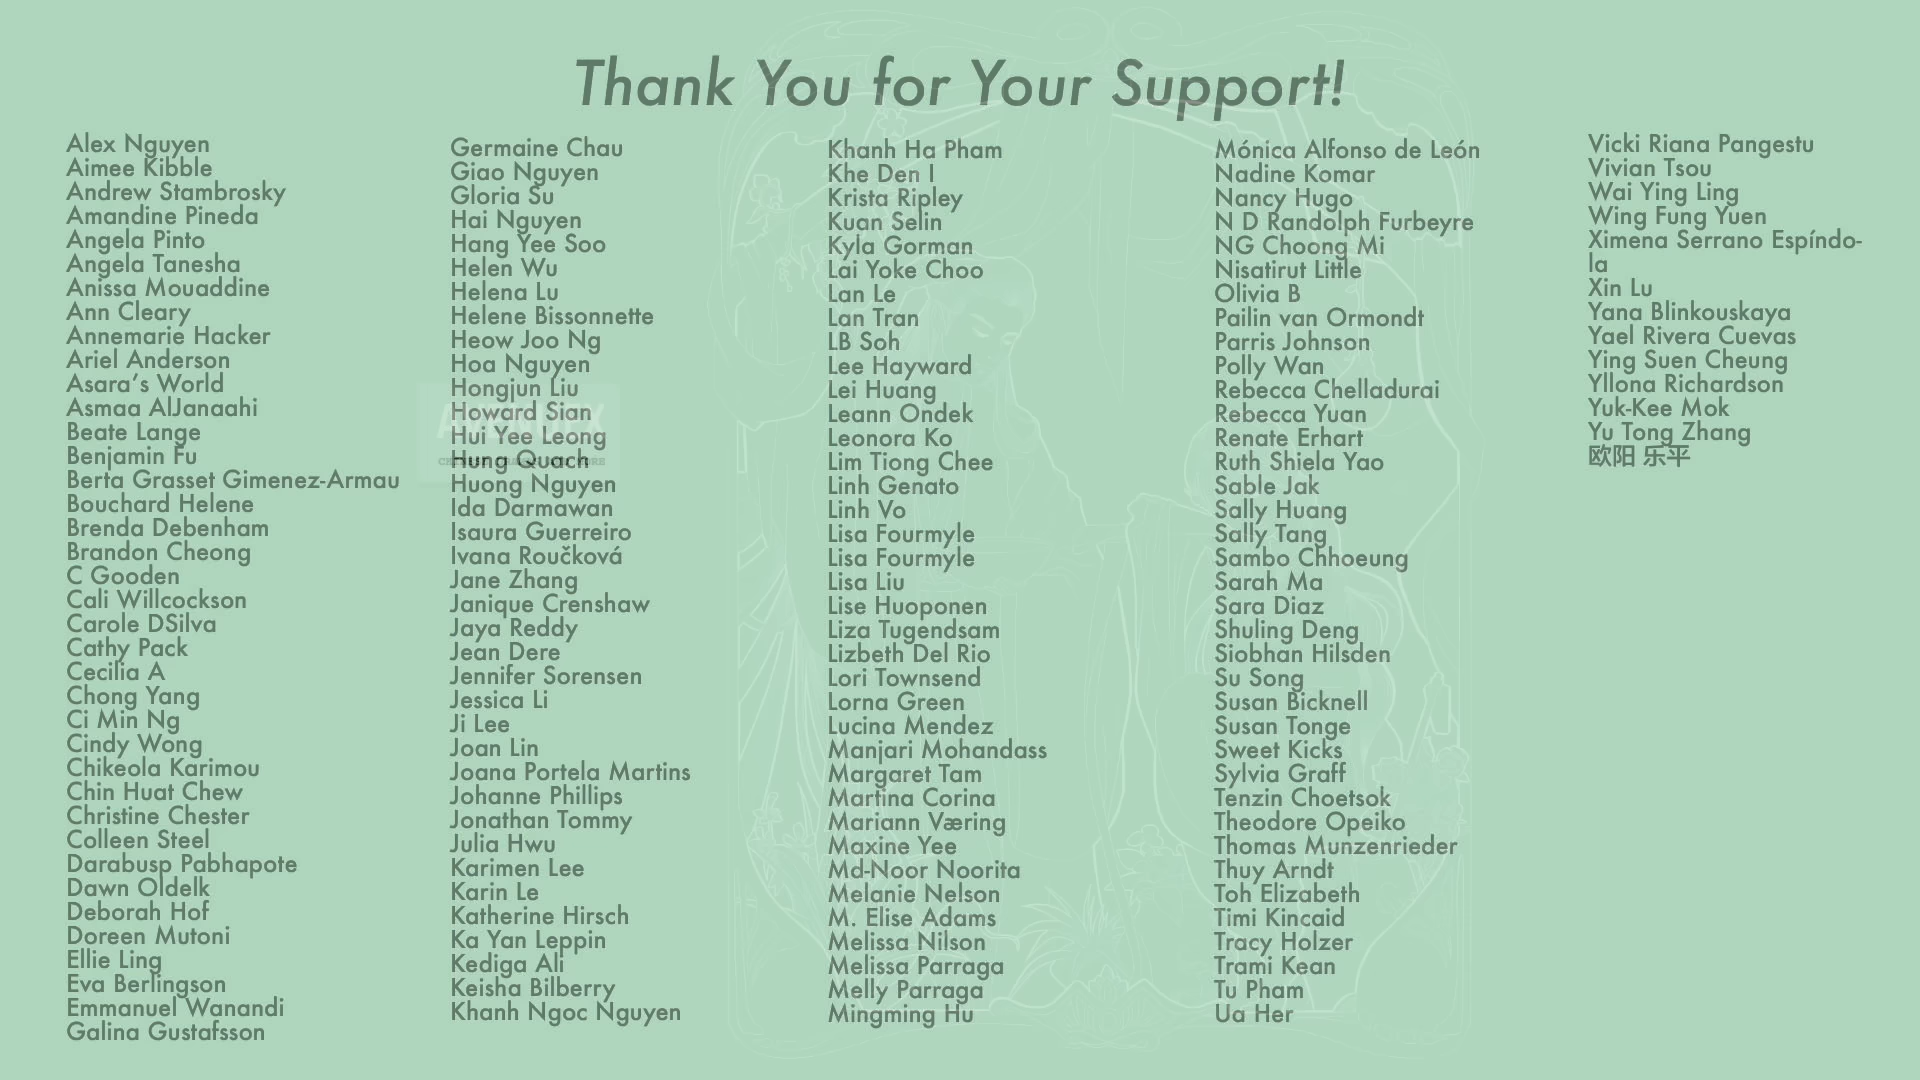 Thank You for Your Support!
Alex Nguyen
Aimee Kibble
Andrew Stambrosky
Amandine Pineda
Angela Pinto
Angela Tanesha
Anissa Mouaddine
Ann Cleary
Annemarie Hacker
Ariel Anderson
Asara’s World
Asmaa AlJanaahi
Beate Lange
Benjamin Fu
Berta Grasset Gimenez-Armau
Bouchard Helene
Brenda Debenham
Brandon Cheong
C Gooden
Cali Willcockson
Carole DSilva
Cathy Pack
Cecilia A
Chong Yang
Ci Min Ng
Cindy Wong
Chikeola Karimou
Chin Huat Chew
Christine Chester
Colleen Steel
Darabusp Pabhapote
Dawn Oldelk
Deborah Hof
Doreen Mutoni
Ellie Ling
Eva Berlingson
Emmanuel Wanandi
Galina Gustafsson
Germaine Chau
Giao Nguyen
Gloria Su
Hai Nguyen
Hang Yee Soo
Helen Wu
Helena Lu
Helene Bissonnette
Heow Joo Ng
Hoa Nguyen
Hongjun Liu
Howard Sian
Hui Yee Leong
Hung Quach
Huong Nguyen
Ida Darmawan
Isaura Guerreiro
Ivana Roučková
Jane Zhang
Janique Crenshaw
Jaya Reddy
Jean Dere
Jennifer Sorensen
Jessica Li
Ji Lee
Joan Lin
Joana Portela Martins
Johanne Phillips
Jonathan Tommy
Julia Hwu
Karimen Lee
Karin Le
Katherine Hirsch
Ka Yan Leppin
Kediga Ali
Keisha Bilberry
Khanh Ngoc Nguyen
Khanh Ha Pham
Khe Den I
Krista Ripley
Kuan Selin
Kyla Gorman
Lai Yoke Choo
Lan Le
Lan Tran
LB Soh
Lee Hayward
Lei Huang
Leann Ondek
Leonora Ko
Lim Tiong Chee
Linh Genato
Linh Vo
Lisa Fourmyle
Lisa Fourmyle
Lisa Liu
Lise Huoponen
Liza Tugendsam
Lizbeth Del Rio
Lori Townsend
Lorna Green
Lucina Mendez
Manjari Mohandass
Margaret Tam
Martina Corina
Mariann Væring
Maxine Yee
Md-Noor Noorita
Melanie Nelson
M. Elise Adams
Melissa Nilson
Melissa Parraga
Melly Parraga
Mingming Hu
Mónica Alfonso de León
Nadine Komar
Nancy Hugo
N D Randolph Furbeyre
NG Choong Mi
Nisatirut Little
Olivia B
Pailin van Ormondt
Parris Johnson
Polly Wan
Rebecca Chelladurai
Rebecca Yuan
Renate Erhart
Ruth Shiela Yao
Sable Jak
Sally Huang
Sally Tang
Sambo Chhoeung
Sarah Ma
Sara Diaz
Shuling Deng
Siobhan Hilsden
Su Song
Susan Bicknell
Susan Tonge
Sweet Kicks
Sylvia Graff
Tenzin Choetsok
Theodore Opeiko
Thomas Munzenrieder
Thuy Arndt
Toh Elizabeth
Timi Kincaid
Tracy Holzer
Trami Kean
Tu Pham
Ua Her
Vicki Riana Pangestu
Vivian Tsou
Wai Ying Ling
Wing Fung Yuen
Ximena Serrano Espíndo-
la
Xin Lu
Yana Blinkouskaya
Yael Rivera Cuevas
Ying Suen Cheung
Yllona Richardson
Yuk-Kee Mok
Yu Tong Zhang
欧阳 乐平